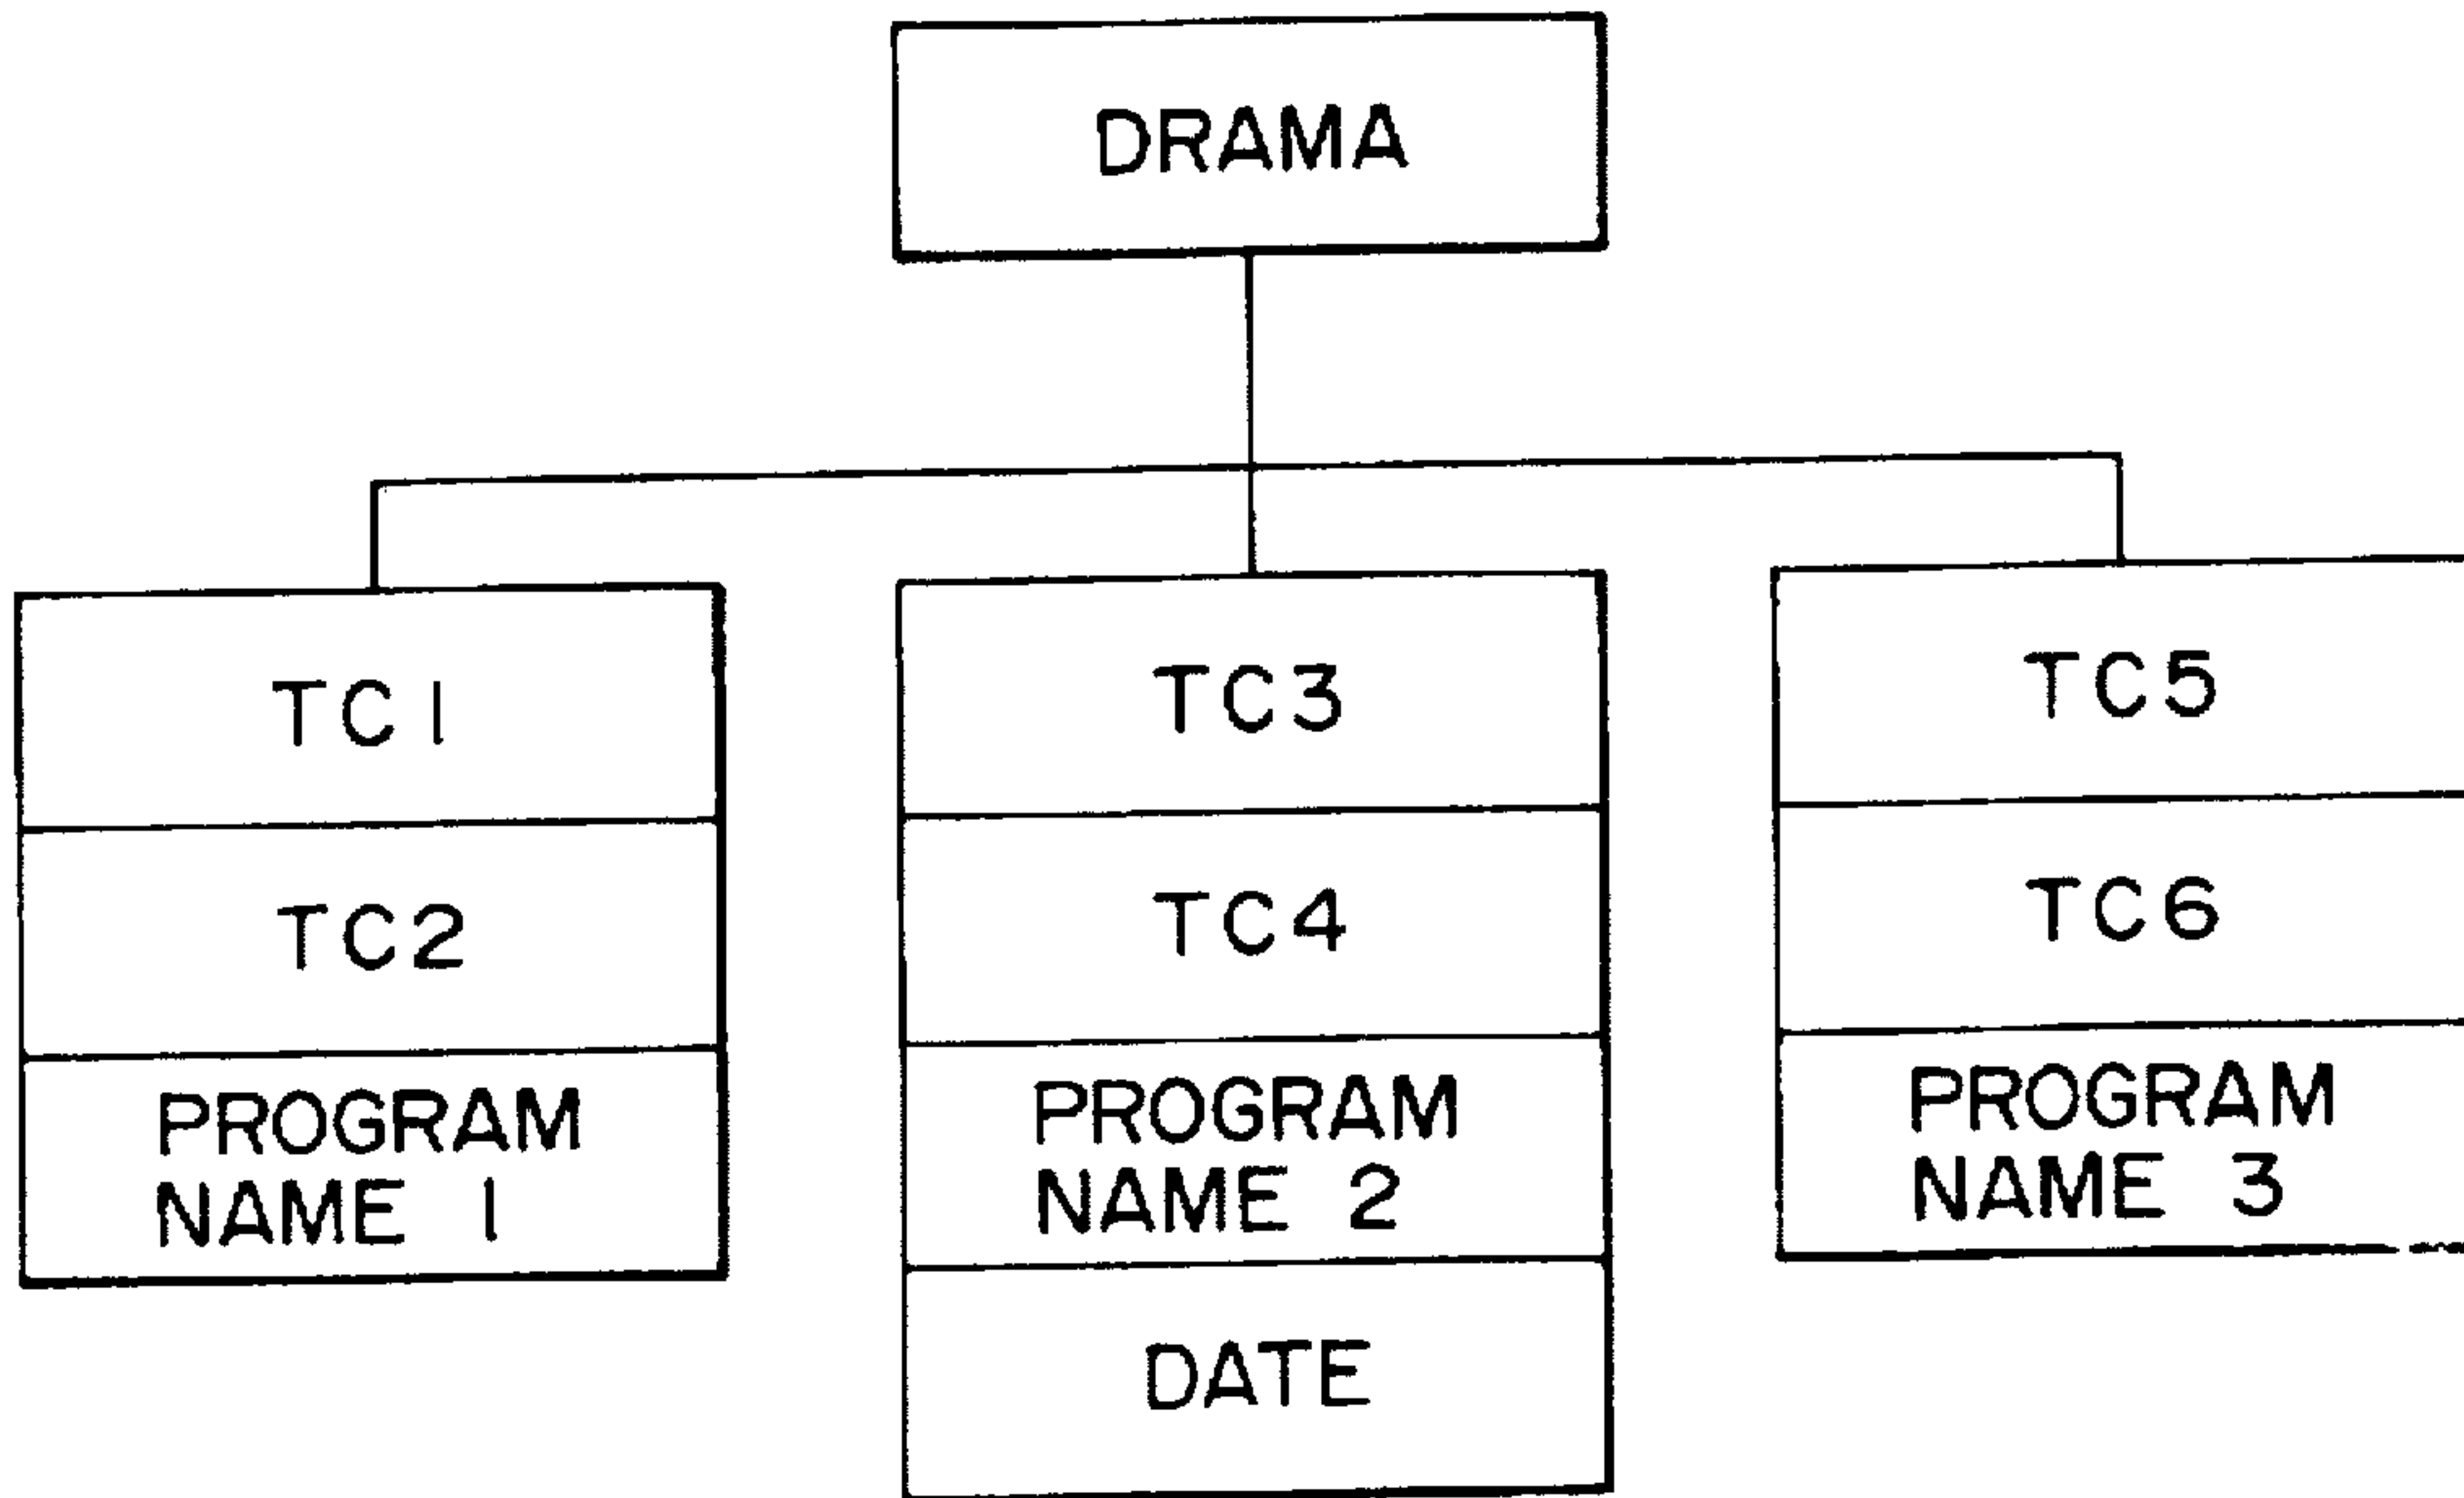 DRAMA
TC1
TC2
PROGRAM
NAME 1
TC3
TC4
PROGRAM
NAME 2
DATE
TC5
TC6
PROGRAM
NAME 3